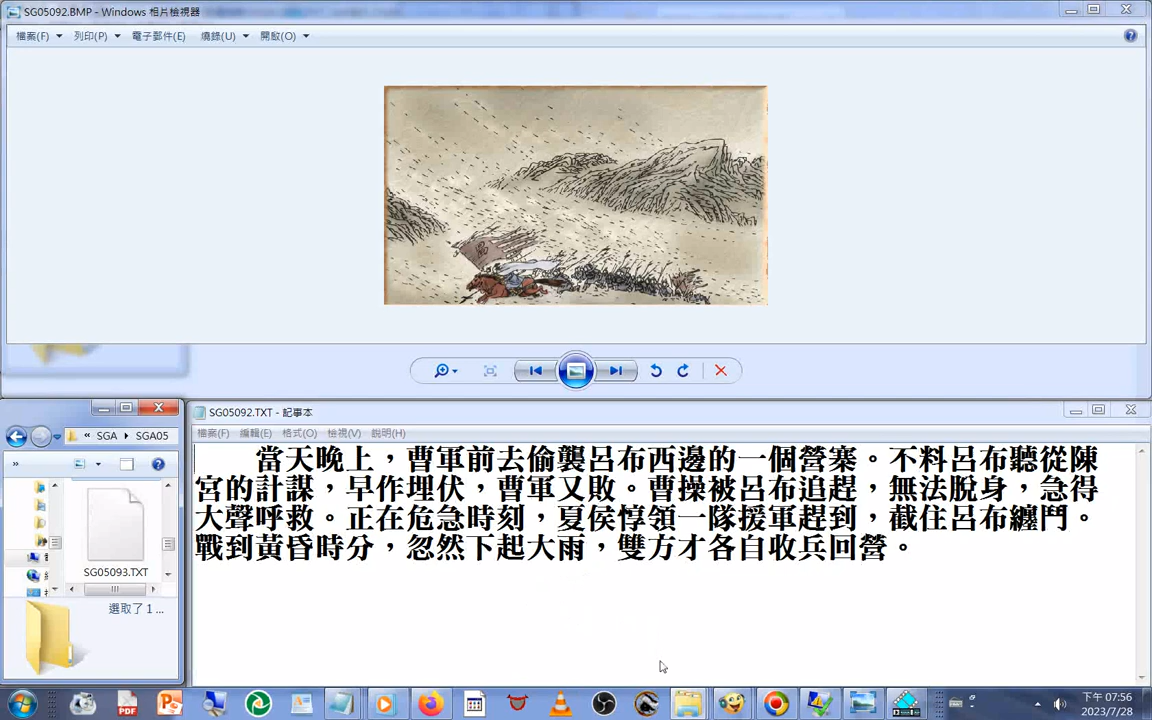 SG05092.BMP - Windows 相片檢視器
檔案(F) 列印(P) 電子郵件(E) 燒錄(U) 開啟(O)
« SGA ▸ SGA05
»
SG05093.TXT
選取了 1 ...
SG05092.TXT - 記事本
檔案(F) 編輯(E) 格式(O) 檢視(V) 說明(H)
當天晚上，曹軍前去偷襲呂布西邊的一個營寨。不料呂布聽從陳
宮的計謀，早作埋伏，曹軍又敗。曹操被呂布追趕，無法脫身，急得
大聲呼救。正在危急時刻，夏侯惇領一隊援軍趕到，截住呂布纏鬥。
戰到黃昏時分，忽然下起大雨，雙方才各自收兵回營。
PDF
下午 07:56
2023/7/28